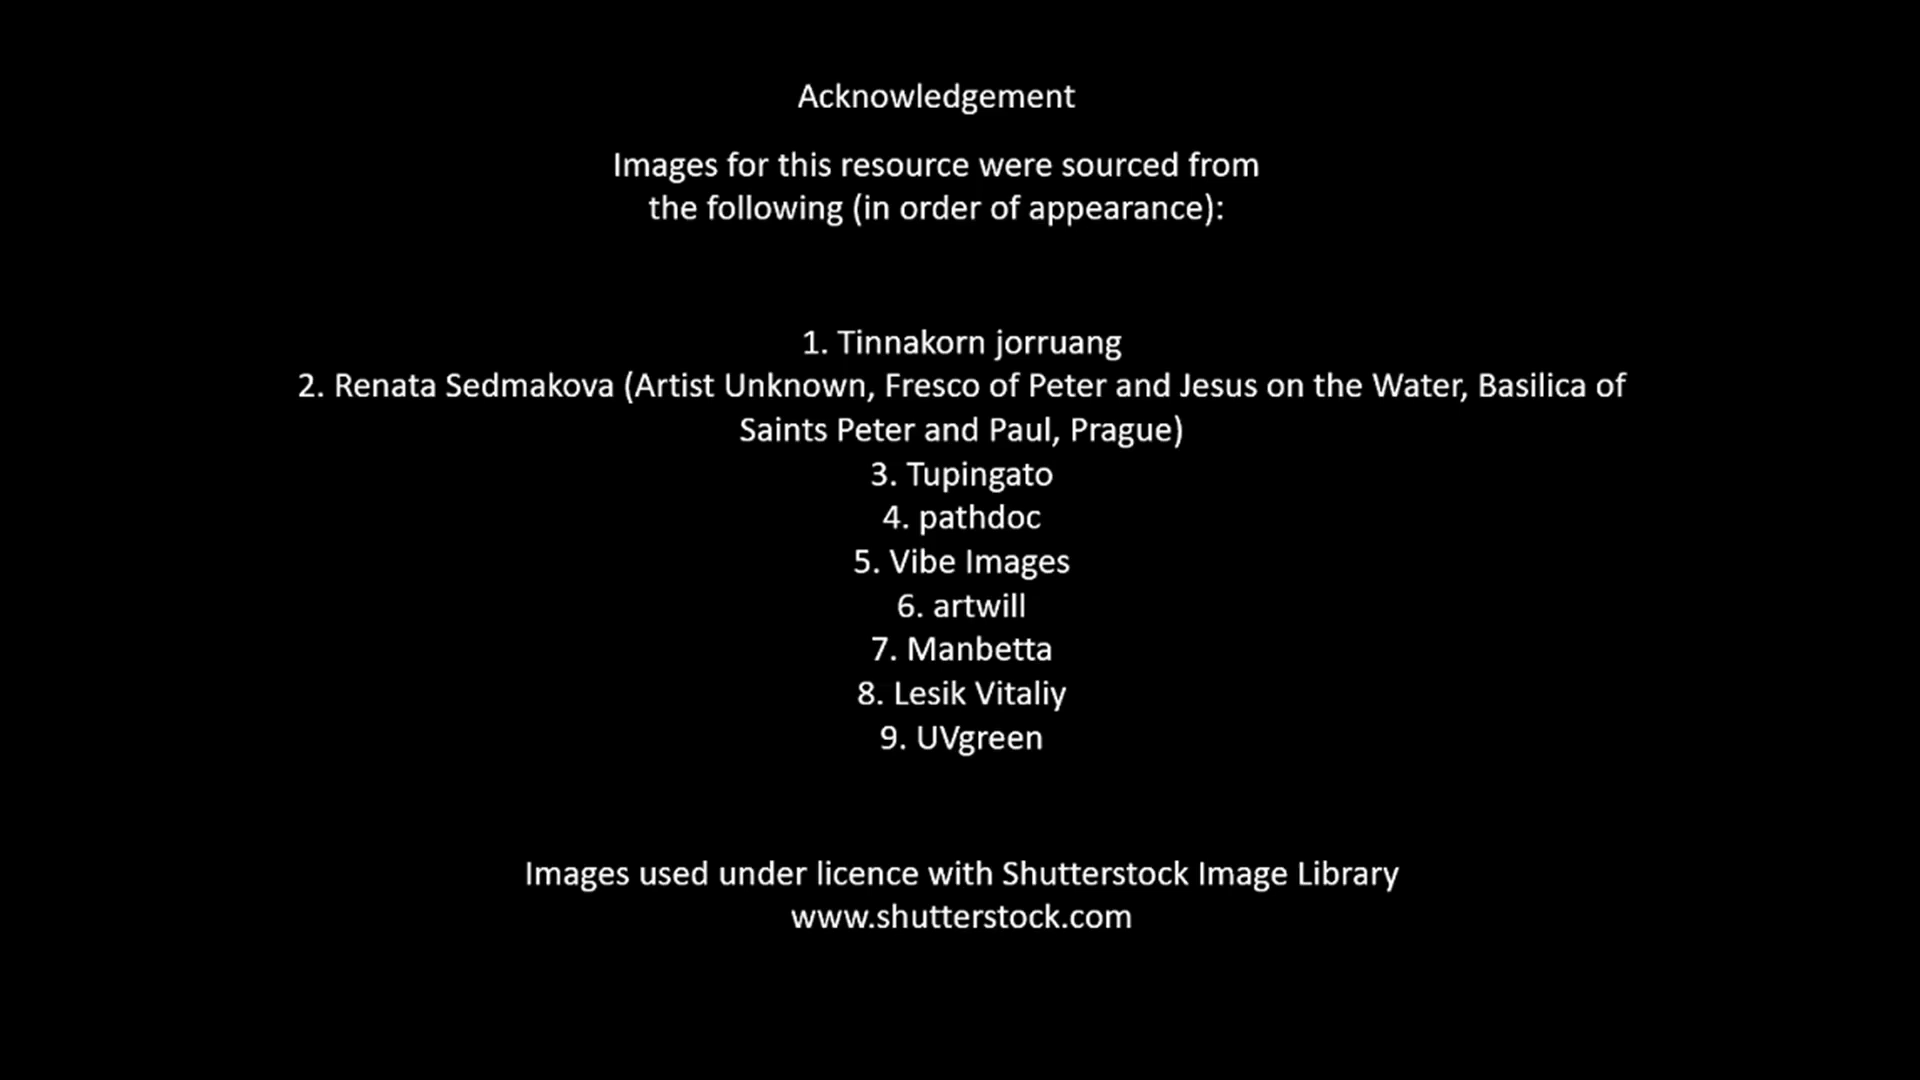 Acknowledgement
Images for this resource were sourced from
the following (in order of appearance):
1. Tinnakorn jorruang
2. Renata Sedmakova (Artist Unknown, Fresco of Peter and Jesus on the Water, Basilica of
Saints Peter and Paul, Prague)
3. Tupingato
4. pathdoc
5. Vibe Images
6. artwill
7. Manbetta
8. Lesik Vitaliy
9. UVgreen
Images used under licence with Shutterstock Image Library
www.shutterstock.com